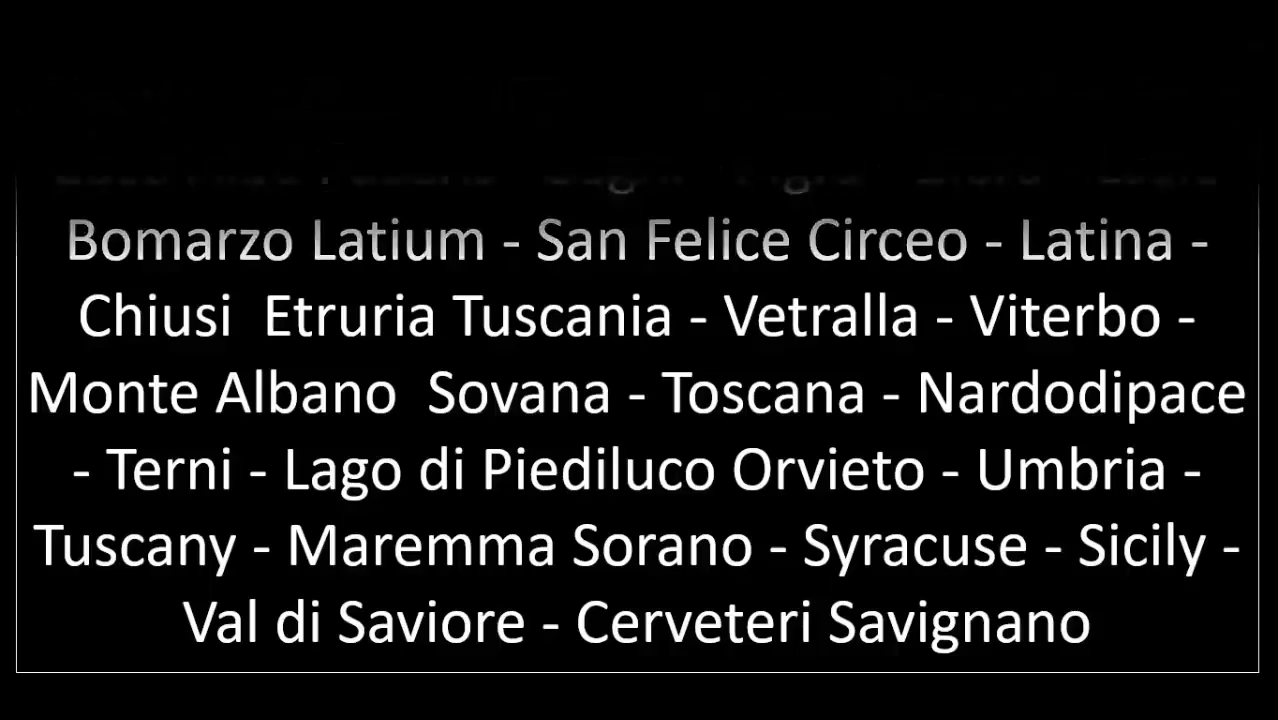 Bomarzo Latium - San Felice Circeo - Latina -
Chiusi  Etruria Tuscania - Vetralla - Viterbo -
Monte Albano  Sovana - Toscana - Nardodipace
- Terni - Lago di Piediluco Orvieto - Umbria -
Tuscany - Maremma Sorano - Syracuse - Sicily -
Val di Saviore - Cerveteri Savignano